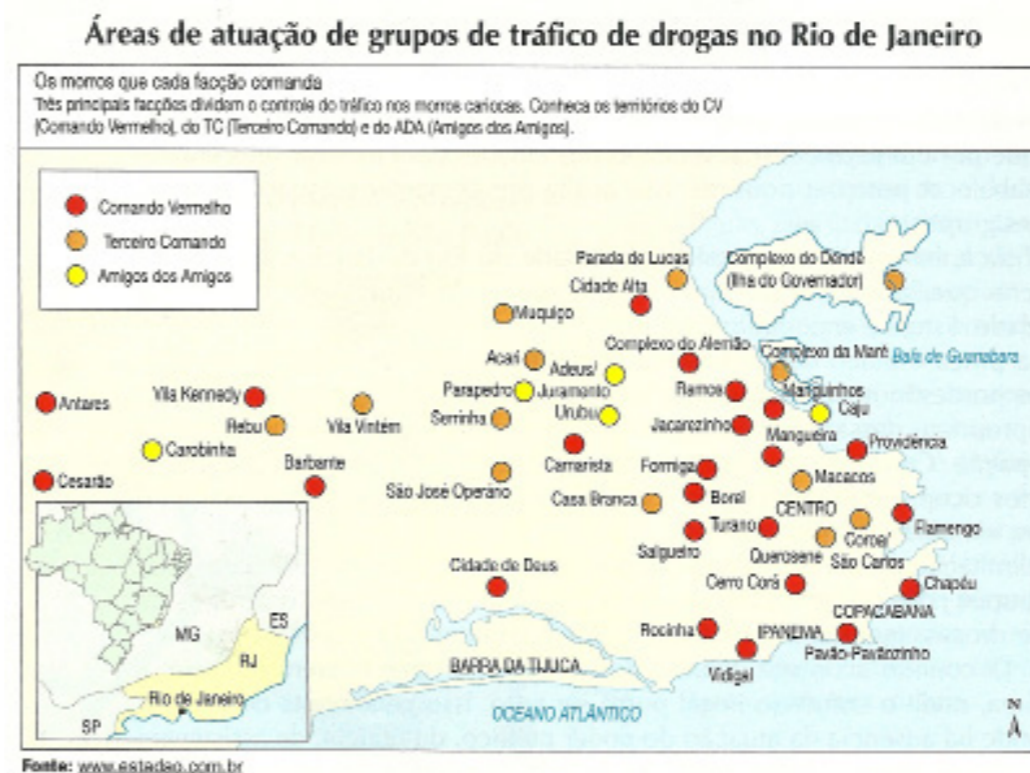 Áreas de atuação de grupos de tráfico de drogas no Rio de Janeiro
Os morros que cada facção comanda
Três principais facções dividem o controle do tráfico nos morros cariocas. Conheca os territórios do CV
(Comando Vermelho), do TC (Terceiro Comando) e do ADA (Amigos dos Amigos).
Comando Vermelho
Terceiro Comando
Amigos dos Amigos
Parada de Lucas
Complexo do Dendê
(Ilha do Governador)
Cidade Alta
Muquiço
Complexo do Alemão
Complexo da Maré
Baía de Guanabara
Acari
Adeus/
Juramento
Parapedro
Ramos
Manguinhos
Antares
Vila Kennedy
Rebu
Vila Vintém
Serrinha
Urubu
Caju
Jacarezinho
Mangueira
Providência
Carobinha
Barbante
Camarista
Formiga
Macacos
Cesarão
São José Operário
Casa Branca
Borel
CENTRO
Turano
Flamengo
Coroa/
São Carlos
Salgueiro
Querosene
Cidade de Deus
Cerro Corá
Chapéu
COPACABANA
Rocinha
IPANEMA
Pavão-Pavãozinho
Vidigal
BARRA DA TIJUCA
OCEANO ATLÂNTICO
MG
ES
RJ
Rio de Janeiro
SP
N
Fonte: www.estadao.com.br